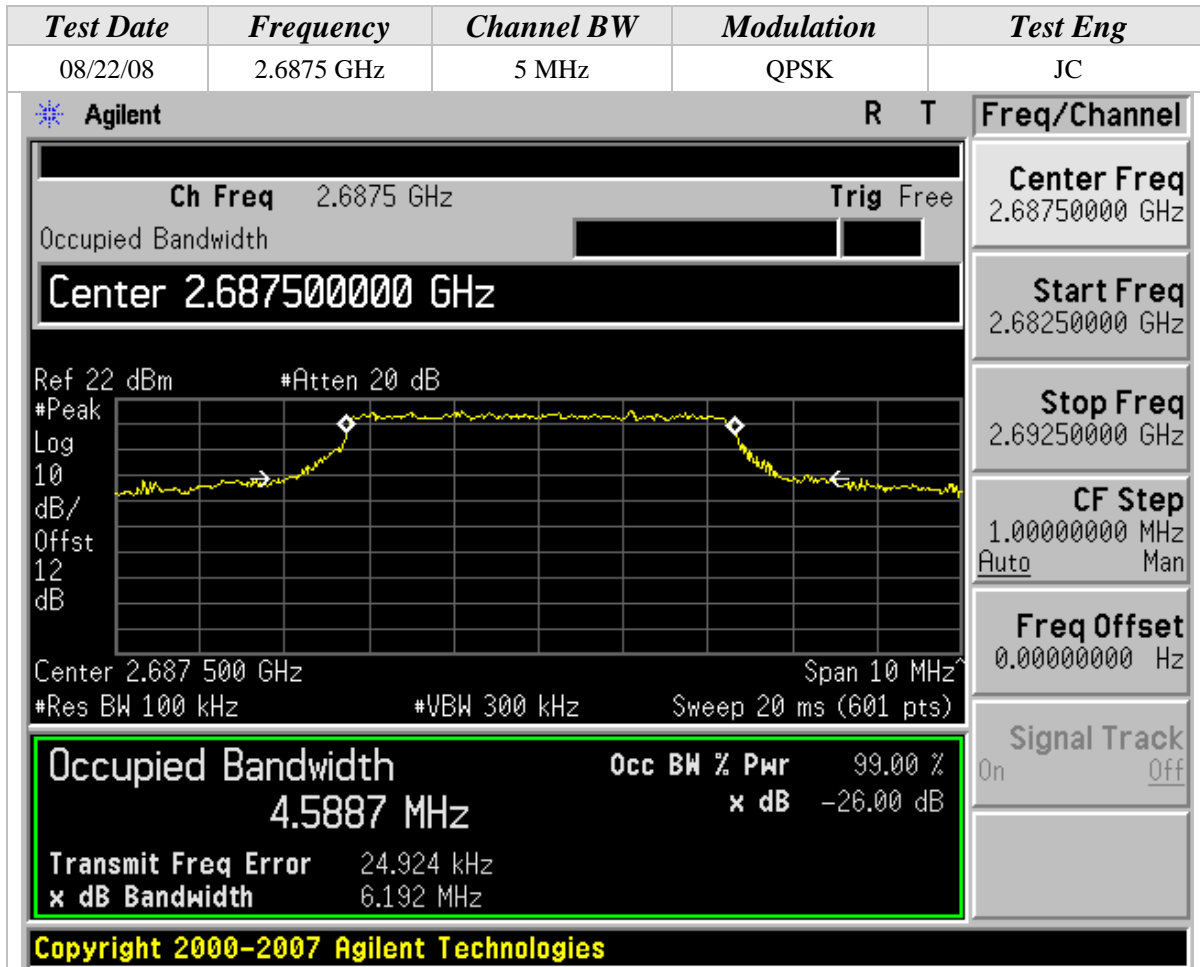 Test Date Frequency Channel BW Modulation Test Eng
08/22/08 2.6875 GHz 5 MHz QPSK JC
Agilent R T Freq/Channel
Ch Freq 2.6875 GHz Trig Free
Occupied Bandwidth
Center 2.687500000 GHz
Center Freq
2.68750000 GHz
Start Freq
2.68250000 GHz
Stop Freq
2.69250000 GHz
CF Step
1.00000000 MHz
Auto Man
Freq Offset
0.00000000 Hz
Signal Track
On Off
Ref 22 dBm #Atten 20 dB
#Peak
Log
10
dB/
Offst
12
dB
Center 2.687 500 GHz Span 10 MHz^
#Res BW 100 kHz #VBW 300 kHz Sweep 20 ms (601 pts)
Occupied Bandwidth Occ BW % Pwr 99.00 %
4.5887 MHz x dB -26.00 dB
Transmit Freq Error 24.924 kHz
x dB Bandwidth 6.192 MHz
Copyright 2000-2007 Agilent Technologies